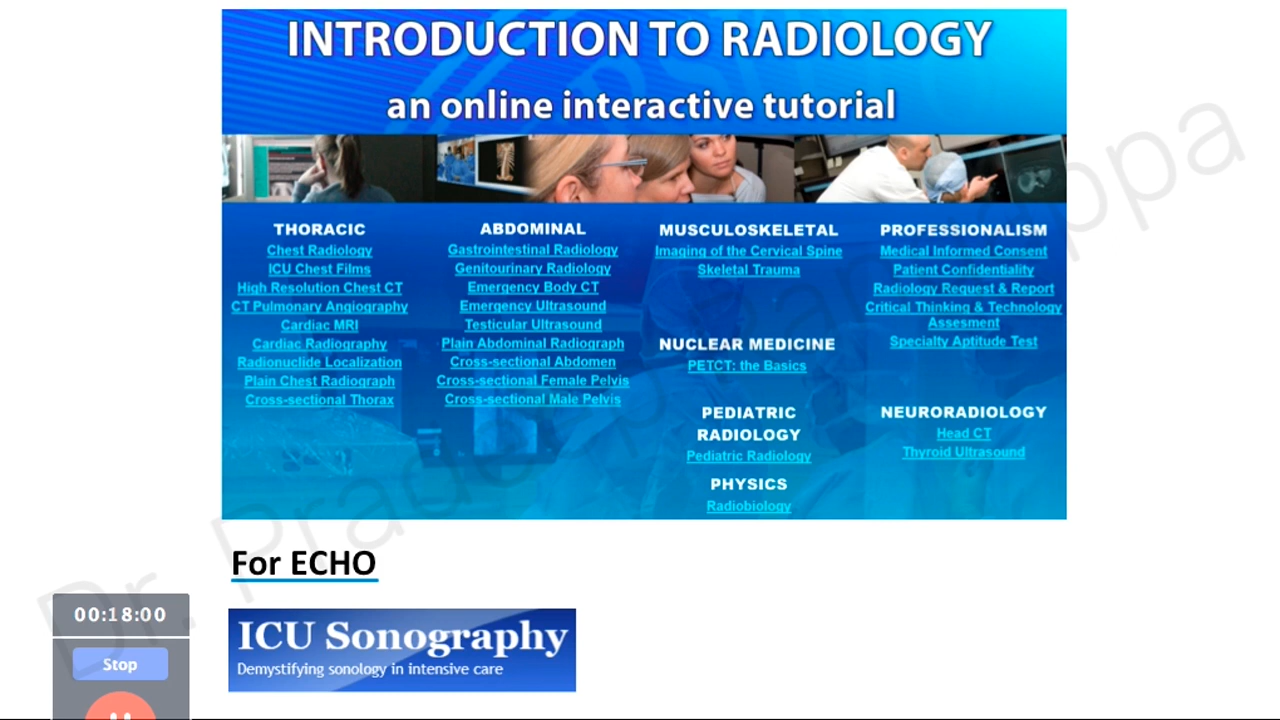 INTRODUCTION TO RADIOLOGY
an online interactive tutorial
THORACIC
Chest Radiology
ICU Chest Films
High Resolution Chest CT
CT Pulmonary Angiography
Cardiac MRI
Cardiac Radiography
Radionuclide Localization
Plain Chest Radiograph
Cross-sectional Thorax
ABDOMINAL
Gastrointestinal Radiology
Genitourinary Radiology
Emergency Body CT
Emergency Ultrasound
Testicular Ultrasound
Plain Abdominal Radiograph
Cross-sectional Abdomen
Cross-sectional Female Pelvis
Cross-sectional Male Pelvis
MUSCULOSKELETAL
Imaging of the Cervical Spine
Skeletal Trauma
NUCLEAR MEDICINE
PETCT: the Basics
PEDIATRIC
RADIOLOGY
Pediatric Radiology
PHYSICS
Radiobiology
PROFESSIONALISM
Medical Informed Consent
Patient Confidentiality
Radiology Request & Report
Critical Thinking & Technology
Assesment
Specialty Aptitude Test
NEURORADIOLOGY
Head CT
Thyroid Ultrasound
For ECHO
ICU Sonography
Demystifying sonology in intensive care
00:18:00
Stop